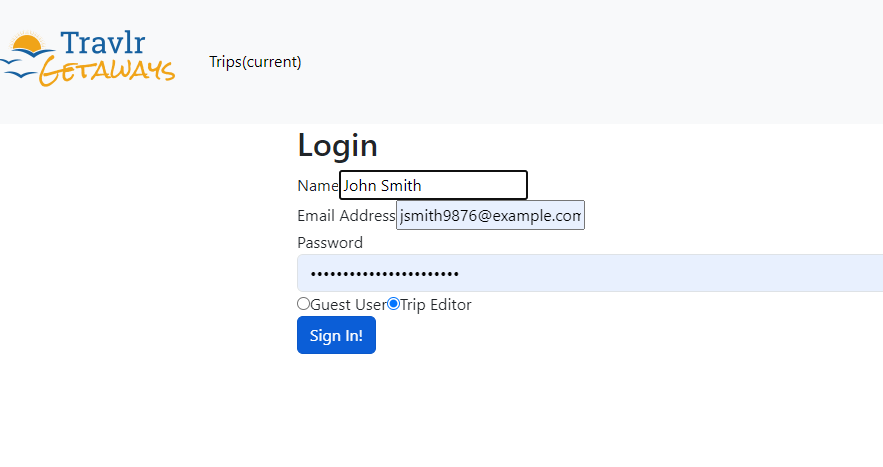 Travlr
GETAWAYS
Trips(current)
Login
Name John Smith
Email Address jsmith9876@example.com
Password
•••••••••••••••••••••••
Guest User Trip Editor
Sign In!